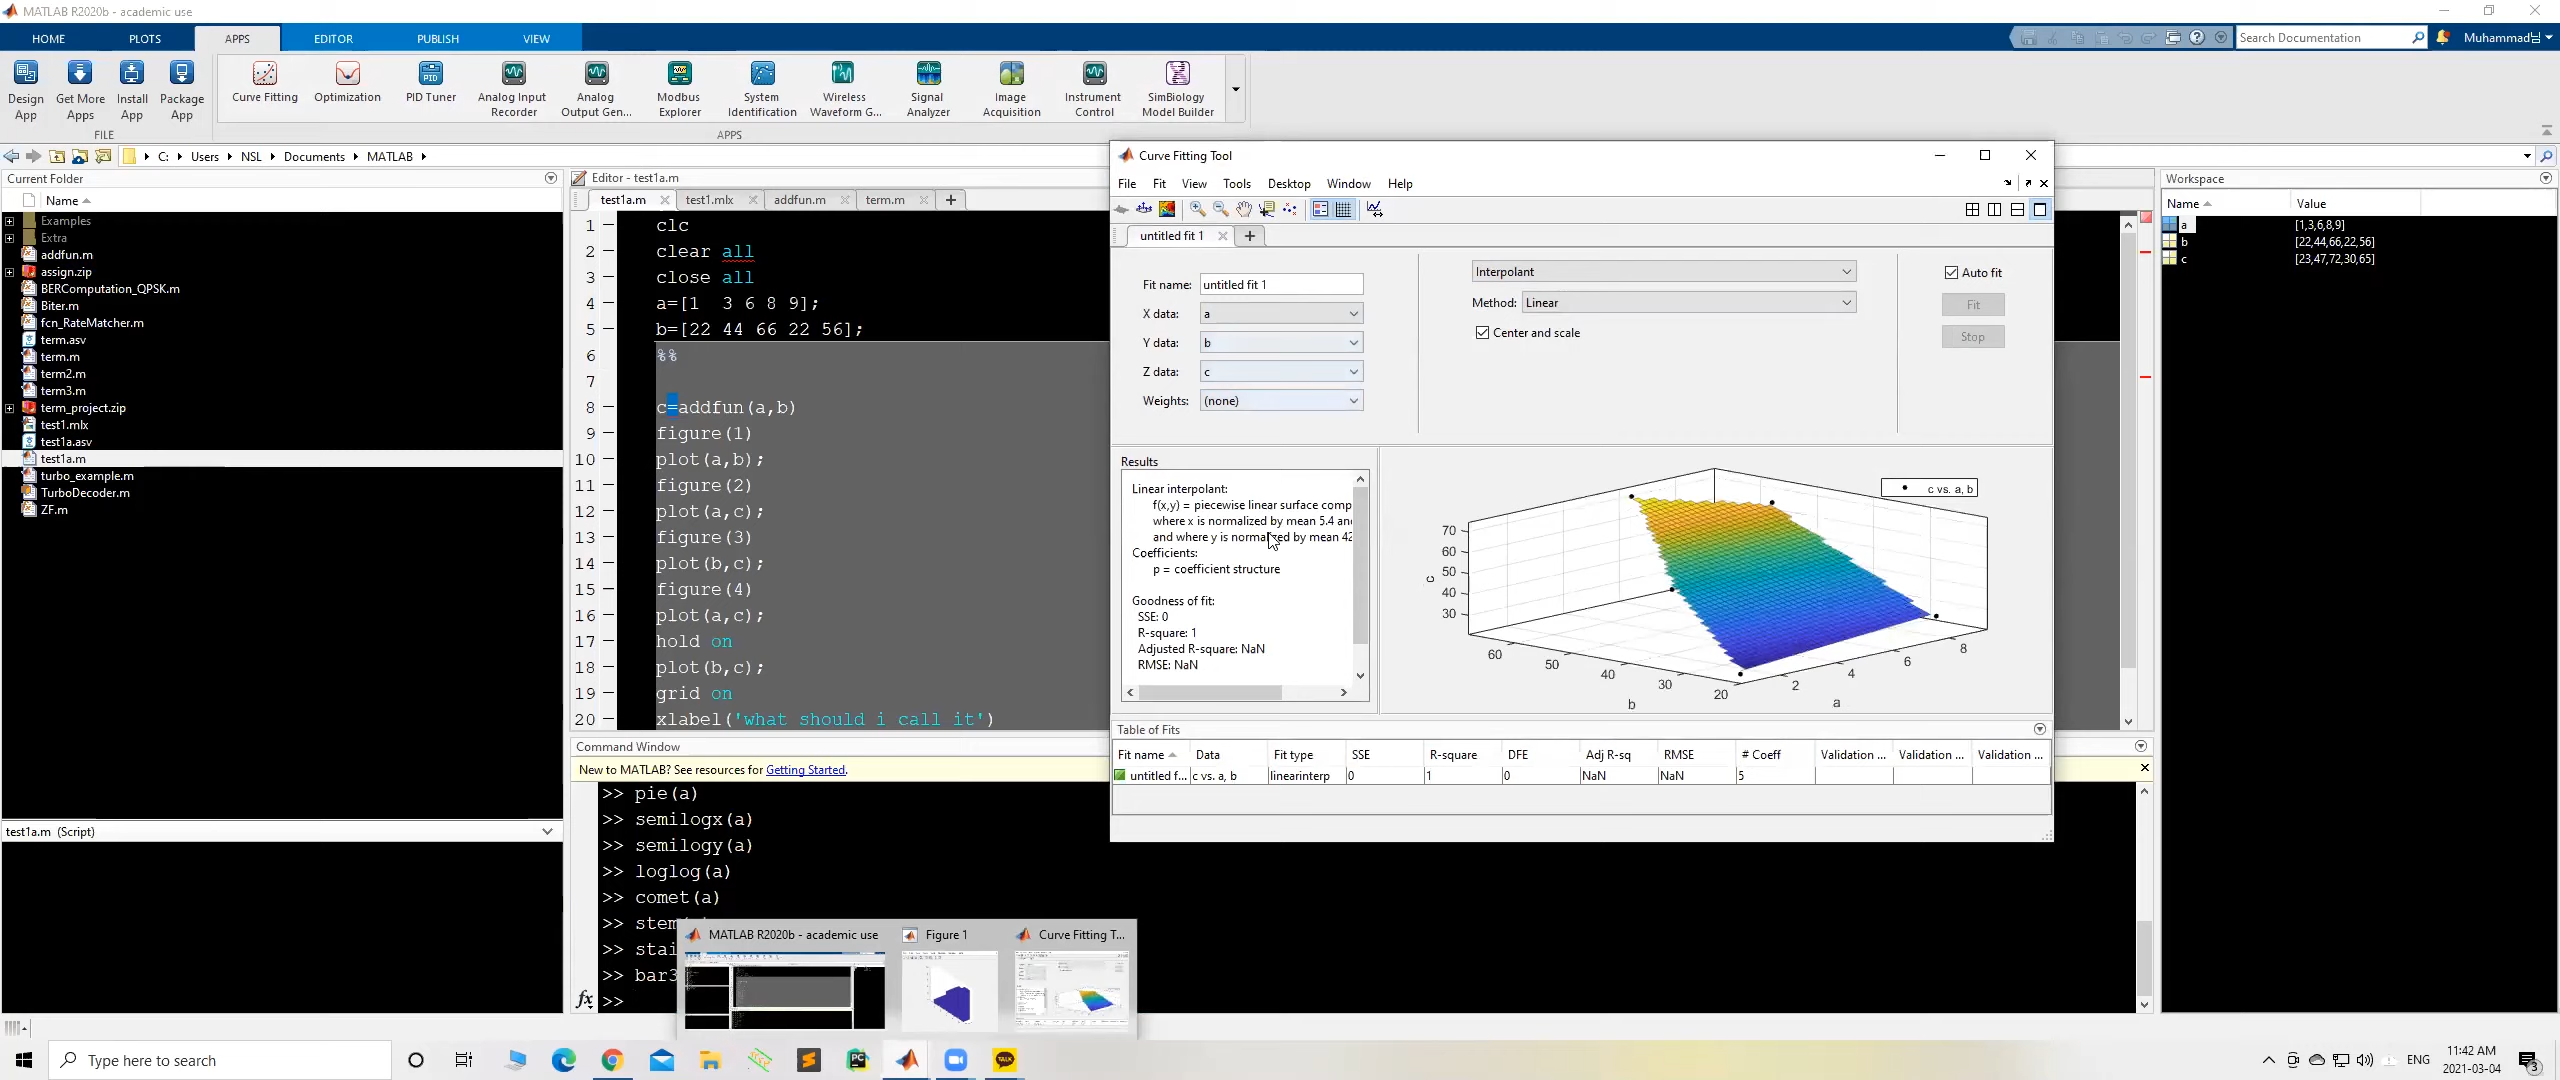 MATLAB R2020b - academic use
HOME PLOTS APPS EDITOR PUBLISH VIEW
Search Documentation
Design App
Get More Apps
Install App
Package App
Curve Fitting
Optimization
PID Tuner
Analog Input Recorder
Analog Output Gen...
Modbus Explorer
System Identification
Wireless Waveform G...
Signal Analyzer
Image Acquisition
Instrument Control
SimBiology Model Builder
FILE
APPS
C: Users NSL Documents MATLAB
Current Folder
Name
Examples
Extra
addfun.m
assign.zip
BERComputation_QPSK.m
Biter.m
fcn_RateMatcher.m
term.asv
term.m
term2.m
term3.m
term_project.zip
test1.mlx
test1a.asv
test1a.m
turbo_example.m
TurboDecoder.m
ZF.m
test1a.m (Script)
Editor - test1a.m
test1a.m test1.mlx addfun.m term.m
1 clc
2 clear all
3 close all
4 a=[1 3 6 8 9];
5 b=[22 44 66 22 56];
6 %%
7
8 c=addfun(a,b)
9 figure(1)
10 plot(a,b);
11 figure(2)
12 plot(a,c);
13 figure(3)
14 plot(b,c);
15 figure(4)
16 plot(a,c);
17 hold on
18 plot(b,c);
19 grid on
20 xlabel('what should i call it')
Command Window
New to MATLAB? See resources for Getting Started.
>> pie(a)
>> semilogx(a)
>> semilogy(a)
>> loglog(a)
>> comet(a)
>> stem
>> stai
>> bar3
fx >>
MATLAB R2020b - academic use
Figure 1
Curve Fitting T...
Curve Fitting Tool
File Fit View Tools Desktop Window Help
untitled fit 1
Fit name: untitled fit 1
X data: a
Y data: b
Z data: c
Weights: (none)
Interpolant
Method: Linear
Center and scale
Auto fit
Fit
Stop
Results
Linear interpolant:
f(x,y) = piecewise linear surface comp
where x is normalized by mean 5.4 and
and where y is normalized by mean 42
Coefficients:
p = coefficient structure
Goodness of fit:
SSE: 0
R-square: 1
Adjusted R-square: NaN
RMSE: NaN
c vs. a, b
70
60
50
40
30
c
60 50 40 30 20
b
2 4 6 8
a
Table of Fits
Fit name Data Fit type SSE R-square DFE Adj R-sq RMSE # Coeff Validation ... Validation ... Validation ...
untitled f... c vs. a, b linearinterp 0 1 0 NaN NaN 5
Workspace
Name Value
a [1,3,6,8,9]
b [22,44,66,22,56]
c [23,47,72,30,65]
Type here to search
ENG
11:42 AM
2021-03-04
3